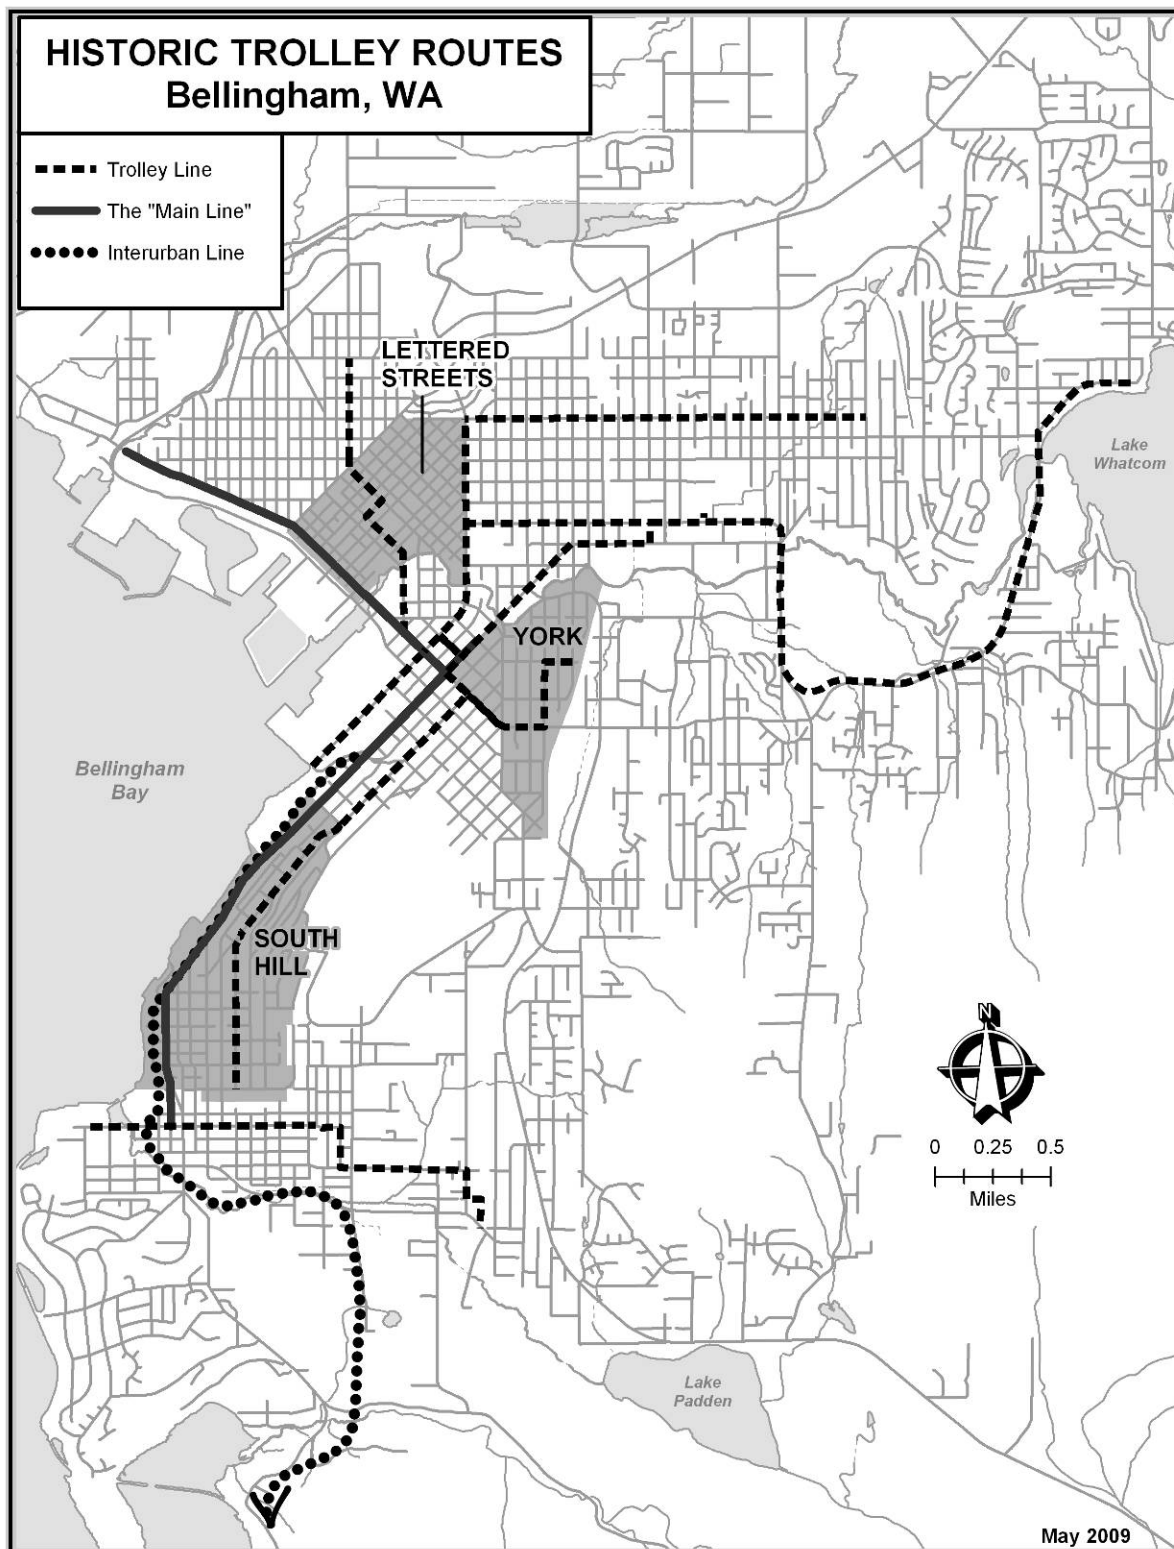 HISTORIC TROLLEY ROUTES
Bellingham, WA
Trolley Line
The "Main Line"
Interurban Line
LETTERED
STREETS
Lake
Whatcom
YORK
Bellingham
Bay
SOUTH
HILL
N
0 0.25 0.5
Miles
Lake
Padden
May 2009